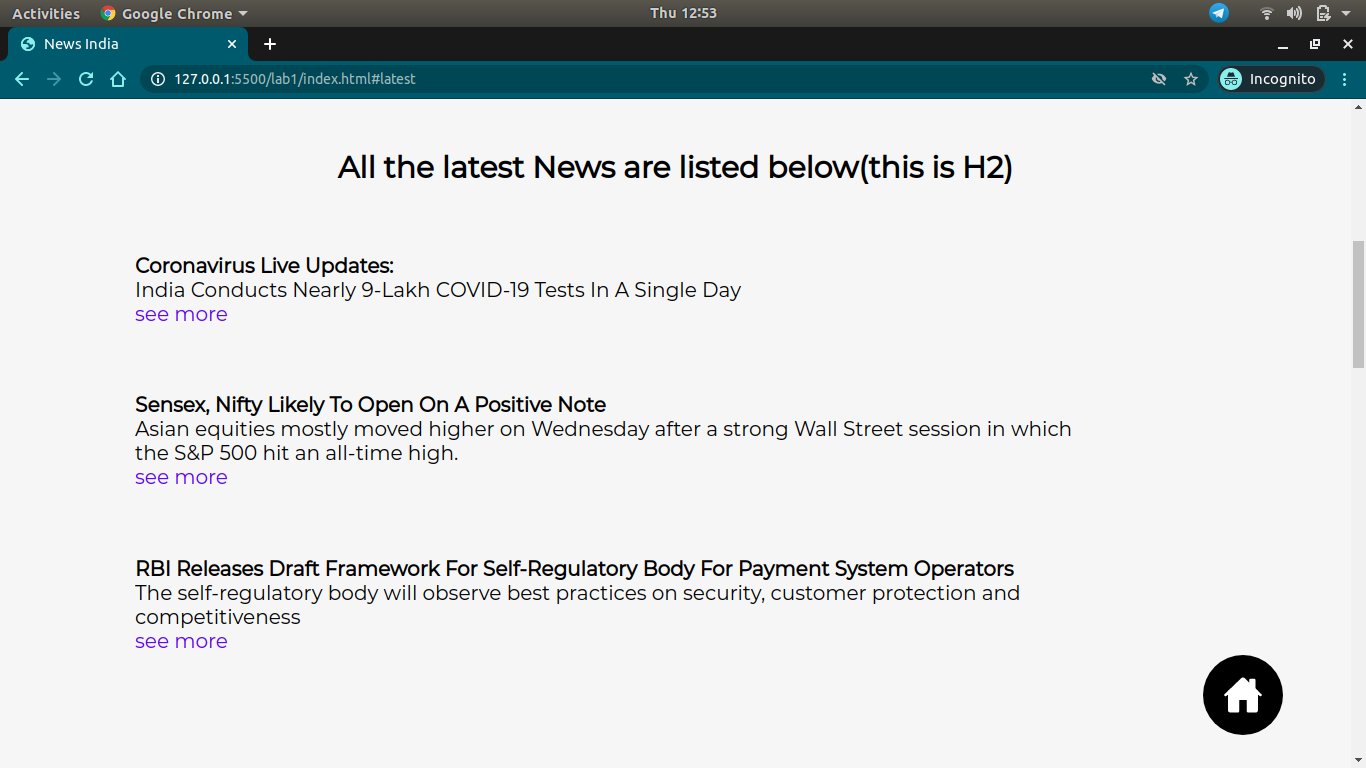 Activities Google Chrome Thu 12:53
News India
127.0.0.1:5500/lab1/index.html#latest Incognito
All the latest News are listed below(this is H2)
Coronavirus Live Updates:
India Conducts Nearly 9-Lakh COVID-19 Tests In A Single Day
see more
Sensex, Nifty Likely To Open On A Positive Note
Asian equities mostly moved higher on Wednesday after a strong Wall Street session in which
the S&P 500 hit an all-time high.
see more
RBI Releases Draft Framework For Self-Regulatory Body For Payment System Operators
The self-regulatory body will observe best practices on security, customer protection and
competitiveness
see more